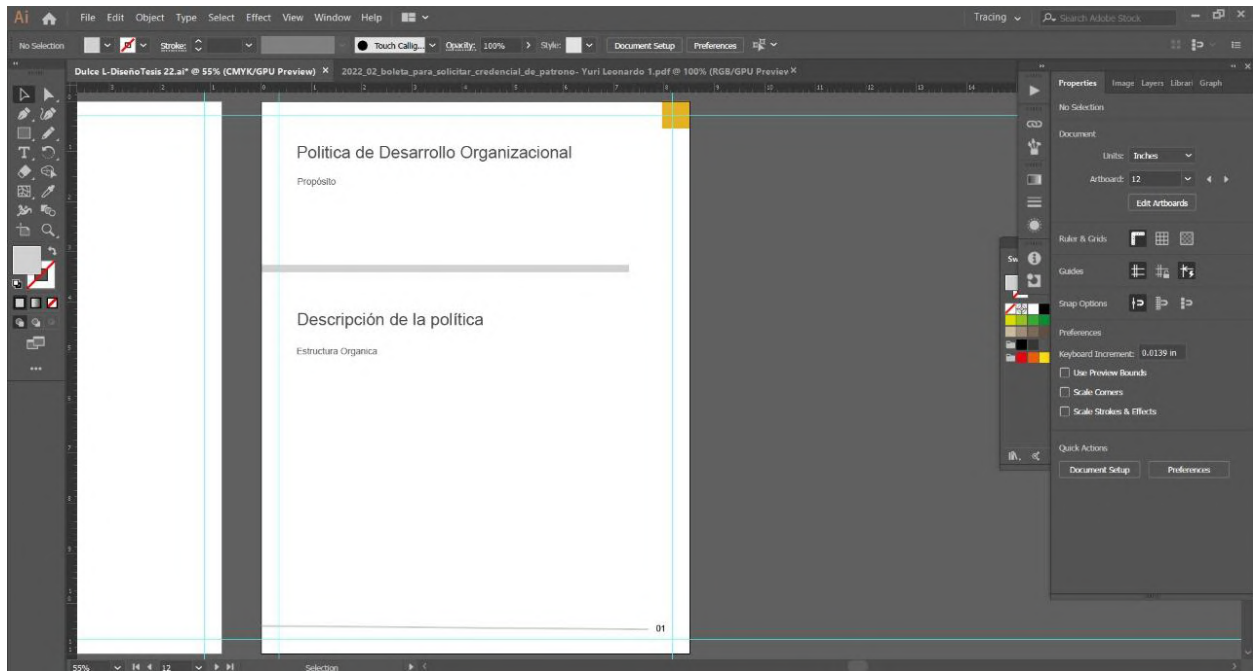 Ai File Edit Object Type Select Effect View Window Help Tracing Search Adobe Stock
No Selection Stroke: Touch Callig... Opacity: 100% Style: Document Setup Preferences
Dulce L-DiseñoTesis 22.ai* @ 55% (CMYK/GPU Preview) × 2022_02_boleta_para_solicitar_credencial_de_patrono- Yuri Leonardo 1.pdf @ 100% (RGB/GPU Previev ×
Properties Image Layers Librari Graph
No Selection
Document
Units: Inches
Artboard: 12
Edit Artboards
Ruler & Grids
Guides
Snap Options
Preferences
Keyboard Increment: 0.0139 in
Use Preview Bounds
Scale Corners
Scale Strokes & Effects
Quick Actions
Document Setup Preferences
Sw
Politica de Desarrollo Organizacional
Propósito
Descripción de la política
Estructura Organica
01
55% 12 Selection